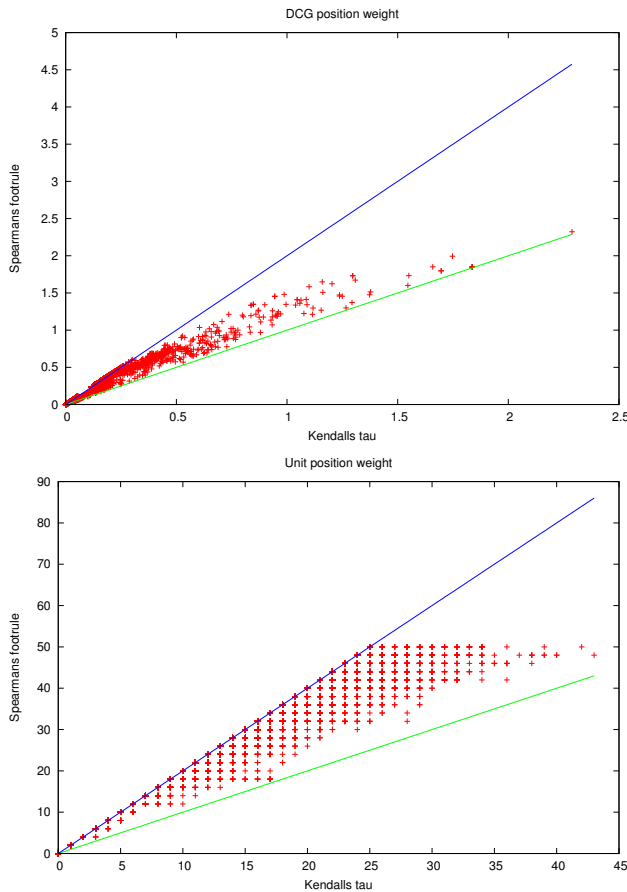 DCG position weight
5
4.5
4
3.5
3
2.5
2
1.5
1
0.5
0
Spearmans footrule
0 0.5 1 1.5 2 2.5
Kendalls tau
Unit position weight
90
80
70
60
50
40
30
20
10
0
Spearmans footrule
0 5 10 15 20 25 30 35 40 45
Kendalls tau